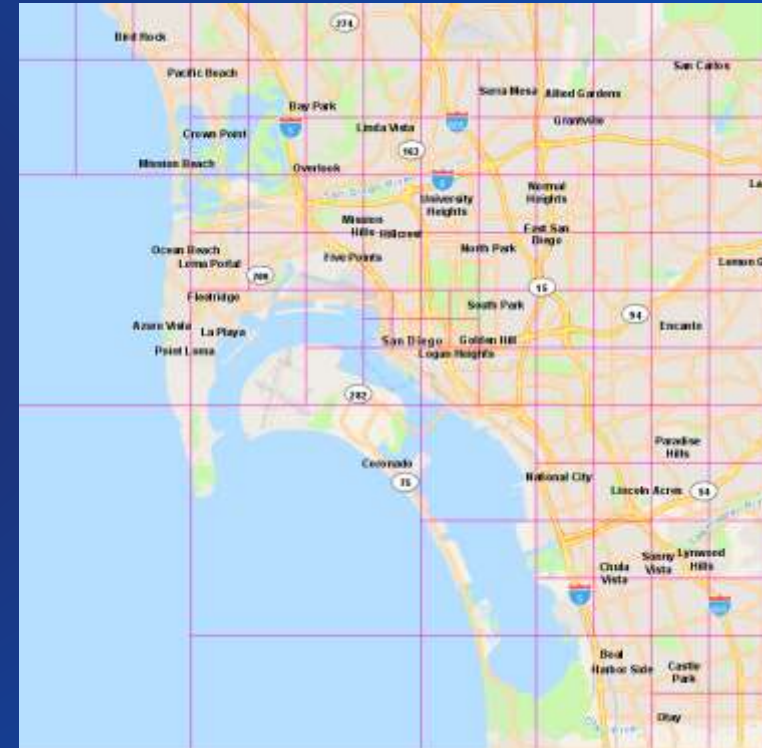 274
Bird Rock
San Carlos
Pacific Beach
Serra Mesa
Allied Gardens
Bay Park
Grantville
Linda Vista
5
805
Crown Point
163
Mission Beach
Overlook
San Diego River
8
Normal
Heights
La
University
Heights
Mission
Hills
Hillcrest
East San
Diego
North Park
Ocean Beach
Loma Portal
Five Points
Lemon G
209
15
Fleetridge
South Park
94
Azure Vista
La Playa
Encanto
San Diego
Golden Hill
Point Loma
Logan Heights
282
Paradise
Hills
Coronado
75
National City
Lincoln Acres
54
Sunny
Vista
Lynwood
Hills
Chula
Vista
5
805
Harbor Side
Castle
Park
Otay